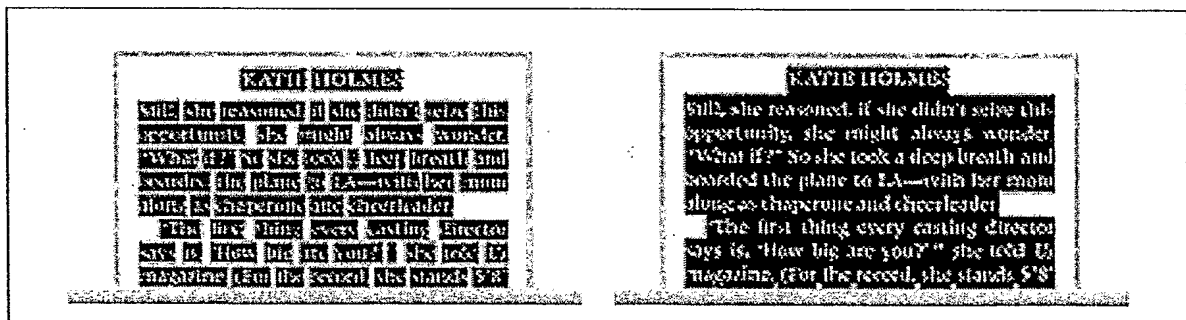 KATIE HOLMES
Still, she reasoned, if she didn't seize this
opportunity, she might always wonder,
"What if?" So she took a deep breath and
boarded the plane to LA—with her mom
along as chaperone and cheerleader.
"The first thing every casting director
says is, 'How big are you?' " she told
magazine. (For the record, she stands 5'8"
KATIE HOLMES
Still, she reasoned, if she didn't seize this
opportunity, she might always wonder
"What if?" So she took a deep breath and
boarded the plane to LA—with her mom
along as chaperone and cheerleader
"The first thing every casting director
says is, "How big are you?" " she told
magazine. (For the record, she stands 5'8"